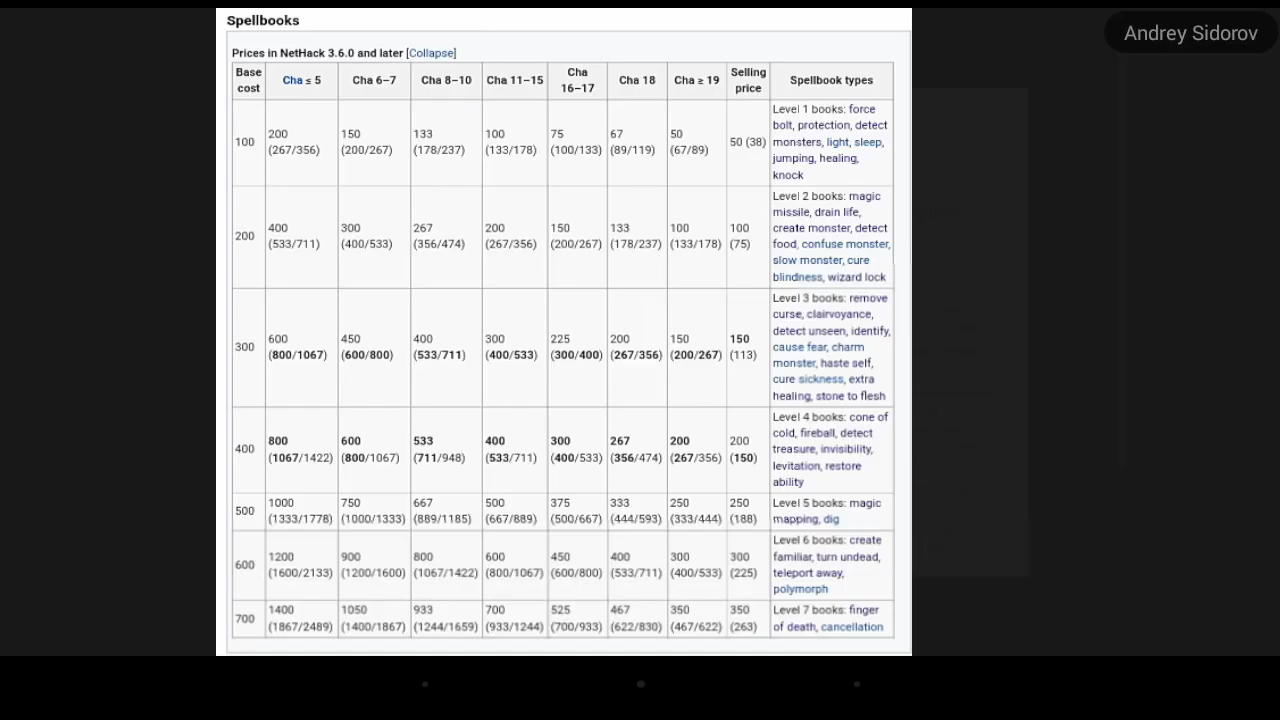 Andrey Sidorov
Spellbooks
Prices in NetHack 3.6.0 and later [Collapse]
Base cost Cha ≤ 5 Cha 6–7 Cha 8–10 Cha 11–15 Cha 16–17 Cha 18 Cha ≥ 19 Selling price Spellbook types
100 200 (267/356) 150 (200/267) 133 (178/237) 100 (133/178) 75 (100/133) 67 (89/119) 50 (67/89) 50 (38) Level 1 books: force
bolt, protection, detect
monsters, light, sleep,
jumping, healing,
knock
200 400 (533/711) 300 (400/533) 267 (356/474) 200 (267/356) 150 (200/267) 133 (178/237) 100 (133/178) 100 (75) Level 2 books: magic
missile, drain life,
create monster, detect
food, confuse monster,
slow monster, cure
blindness, wizard lock
300 600 (800/1067) 450 (600/800) 400 (533/711) 300 (400/533) 225 (300/400) 200 (267/356) 150 (200/267) 150 (113) Level 3 books: remove
curse, clairvoyance,
detect unseen, identify,
cause fear, charm
monster, haste self,
cure sickness, extra
healing, stone to flesh
400 800 (1067/1422) 600 (800/1067) 533 (711/948) 400 (533/711) 300 (400/533) 267 (356/474) 200 (267/356) 200 (150) Level 4 books: cone of
cold, fireball, detect
treasure, invisibility,
levitation, restore
ability
500 1000 (1333/1778) 750 (1000/1333) 667 (889/1185) 500 (667/889) 375 (500/667) 333 (444/593) 250 (333/444) 250 (188) Level 5 books: magic
mapping, dig
600 1200 (1600/2133) 900 (1200/1600) 800 (1067/1422) 600 (800/1067) 450 (600/800) 400 (533/711) 300 (400/533) 300 (225) Level 6 books: create
familiar, turn undead,
teleport away,
polymorph
700 1400 (1867/2489) 1050 (1400/1867) 933 (1244/1659) 700 (933/1244) 525 (700/933) 467 (622/830) 350 (467/622) 350 (263) Level 7 books: finger
of death, cancellation